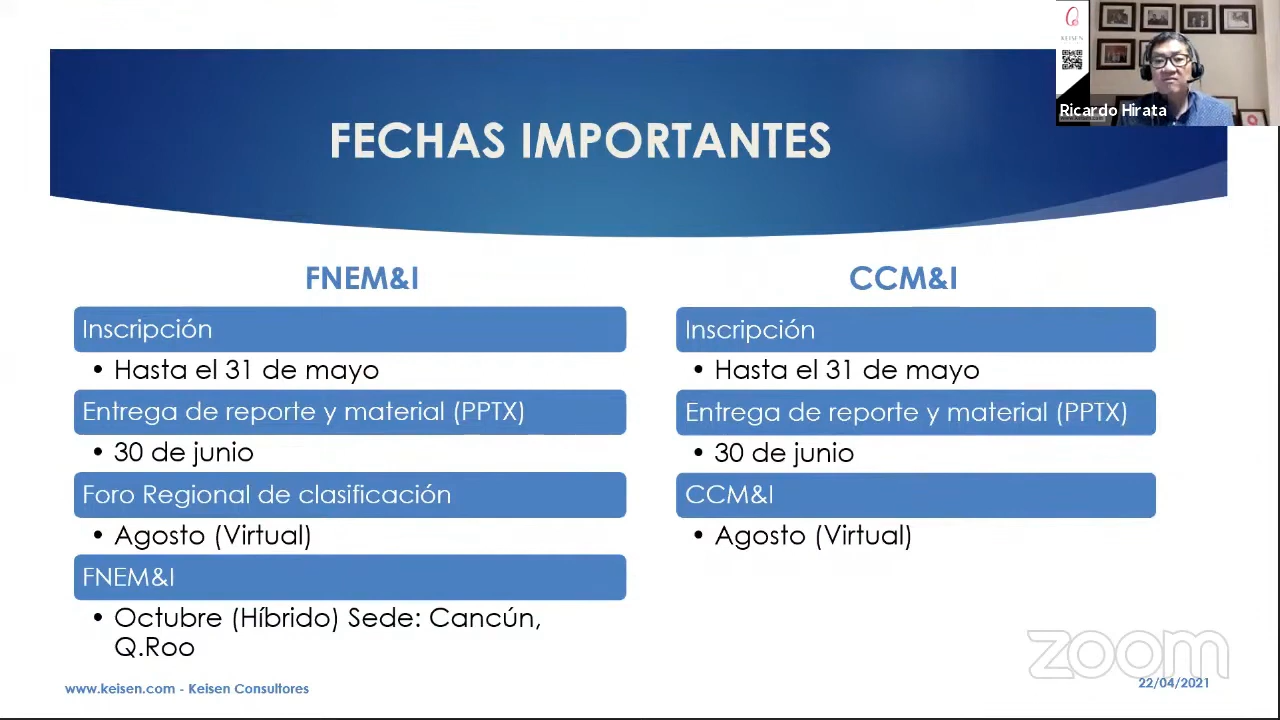 KEISEN
Ricardo Hirata
FECHAS IMPORTANTES
FNEM&I
Inscripción
• Hasta el 31 de mayo
Entrega de reporte y material (PPTX)
• 30 de junio
Foro Regional de clasificación
• Agosto (Virtual)
FNEM&I
• Octubre (Híbrido) Sede: Cancún,
Q.Roo
CCM&I
Inscripción
• Hasta el 31 de mayo
Entrega de reporte y material (PPTX)
• 30 de junio
CCM&I
• Agosto (Virtual)
zoom
www.keisen.com - Keisen Consultores
22/04/2021